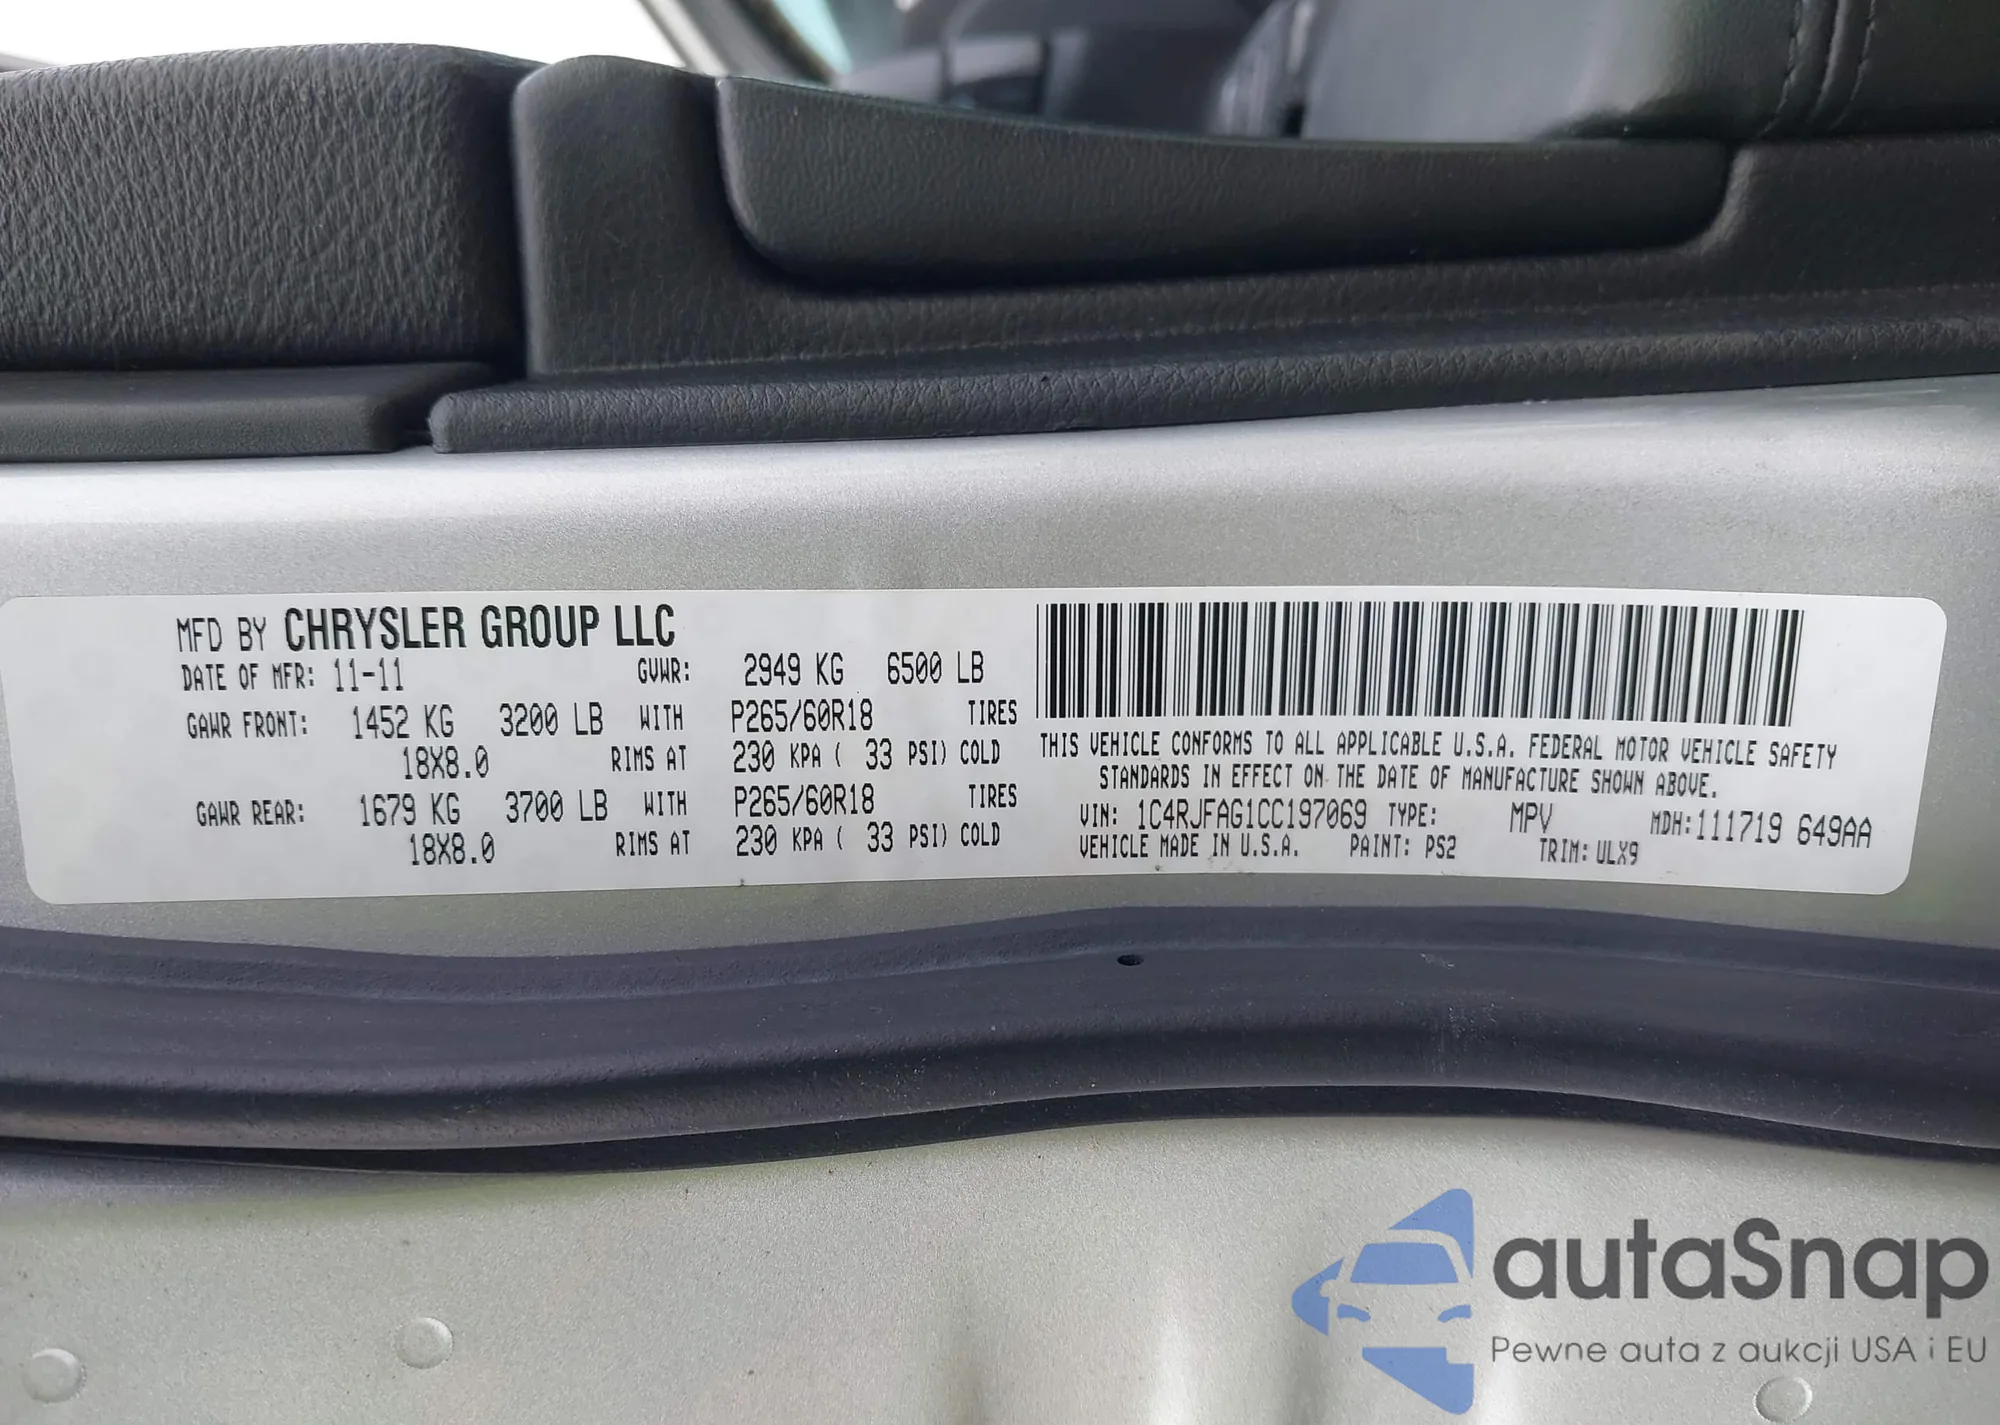 MFD BY CHRYSLER GROUP LLC
DATE OF MFR: 11-11 GVWR: 2949 KG 6500 LB
GAWR FRONT: 1452 KG 3200 LB WITH P265/60R18 TIRES
18X8.0 RIMS AT 230 KPA ( 33 PSI) COLD
GAWR REAR: 1679 KG 3700 LB WITH P265/60R18 TIRES
18X8.0 RIMS AT 230 KPA ( 33 PSI) COLD
THIS VEHICLE CONFORMS TO ALL APPLICABLE U.S.A. FEDERAL MOTOR VEHICLE SAFETY
STANDARDS IN EFFECT ON THE DATE OF MANUFACTURE SHOWN ABOVE.
VIN: 1C4RJFAG1CC197069 TYPE: MPV MDH:111719 649AA
VEHICLE MADE IN U.S.A. PAINT: PS2 TRIM: ULX9
autaSnap
Pewne auta z aukcji USA i EU